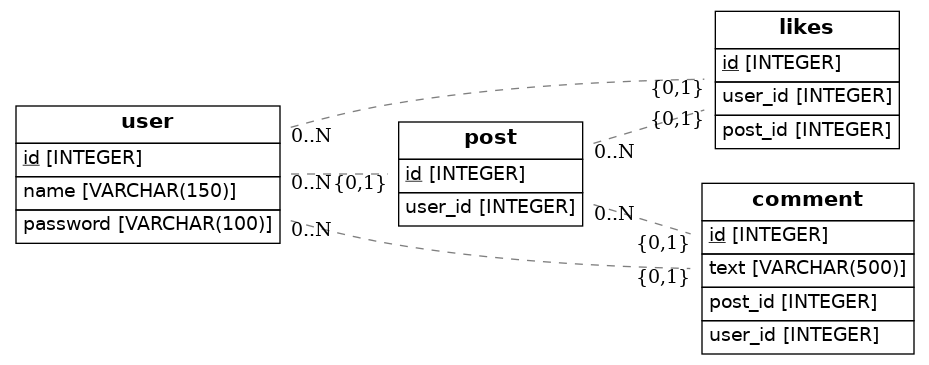 likes
id [INTEGER]
user_id [INTEGER]
post_id [INTEGER]
{0,1}
{0,1}
user
id [INTEGER]
name [VARCHAR(150)]
password [VARCHAR(100)]
0..N
0..N
0..N
{0,1}
post
id [INTEGER]
user_id [INTEGER]
0..N
0..N
comment
id [INTEGER]
text [VARCHAR(500)]
post_id [INTEGER]
user_id [INTEGER]
{0,1}
{0,1}